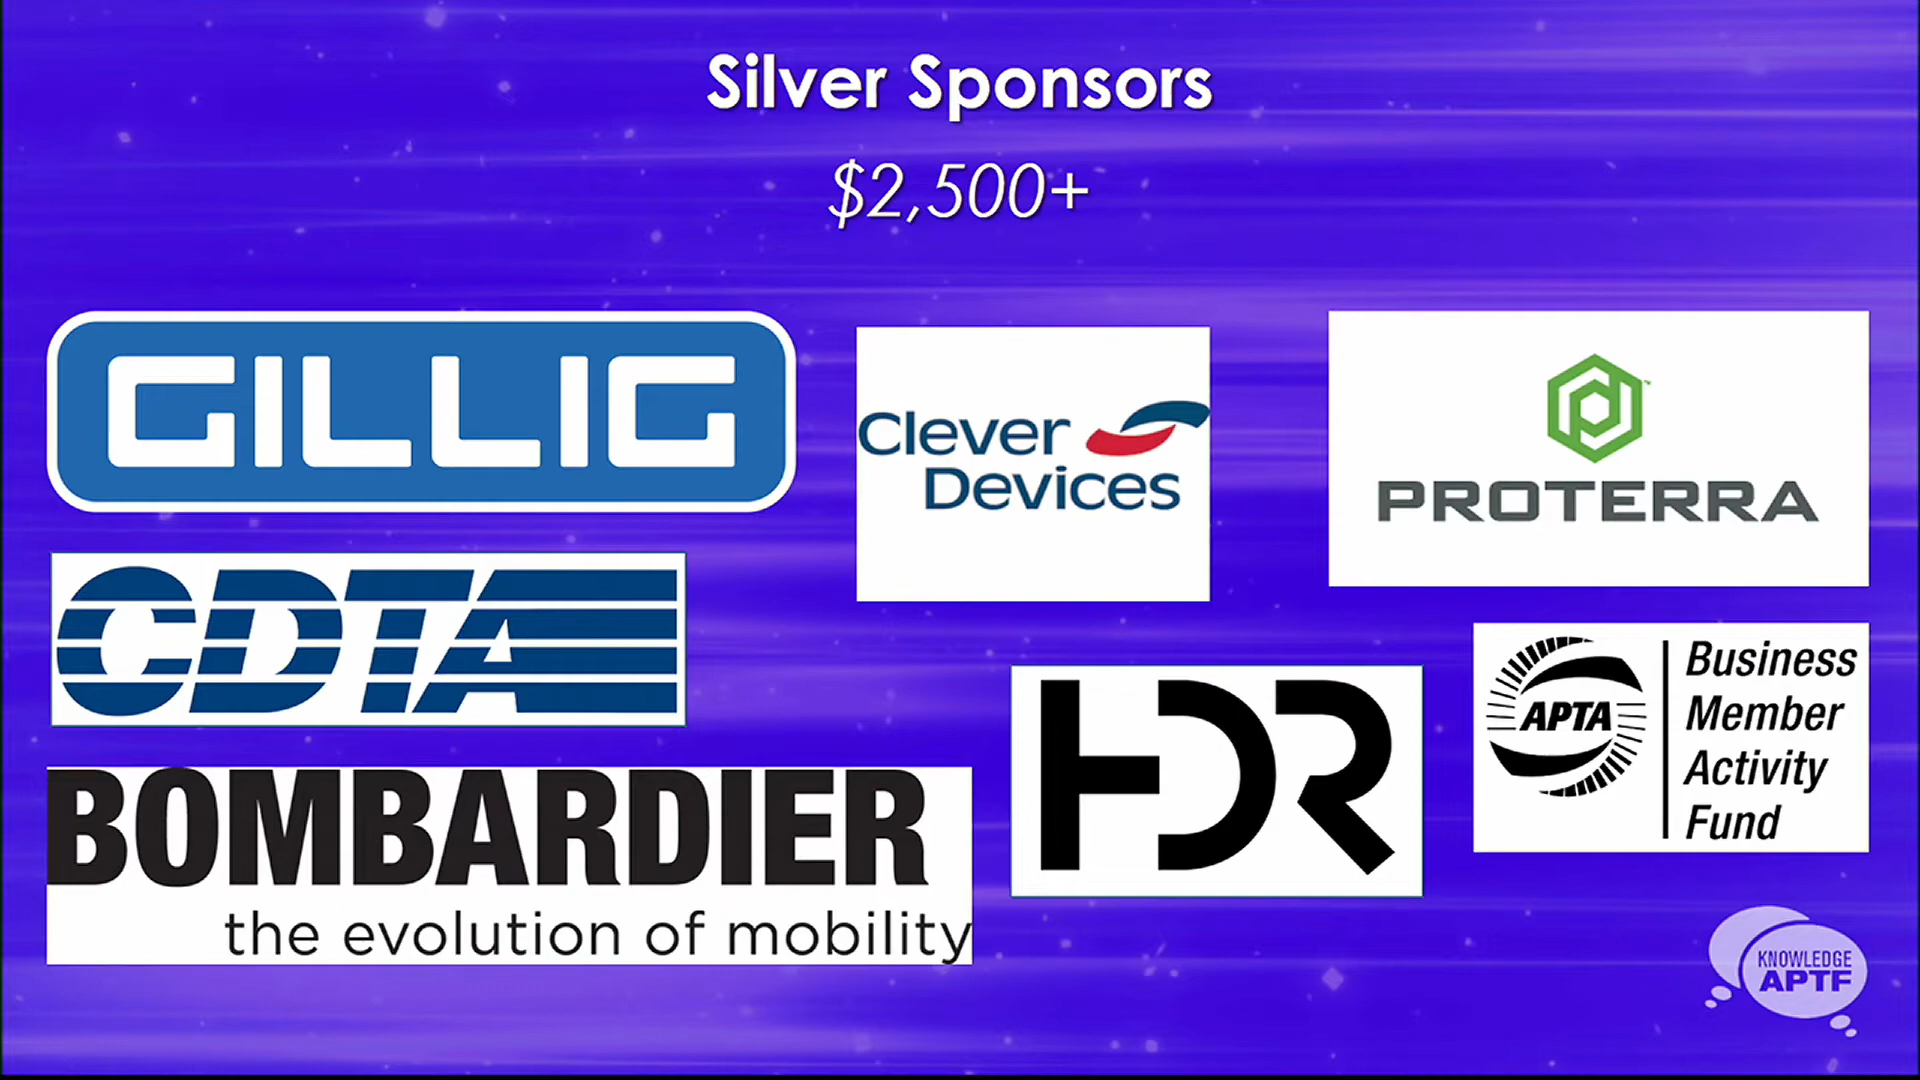 Silver Sponsors
$2,500+
GILLIG
Clever
Devices
PROTERRA
CDTA
BOMBARDIER
the evolution of mobility
HDR
APTA
Business
Member
Activity
Fund
KNOWLEDGE
APTF